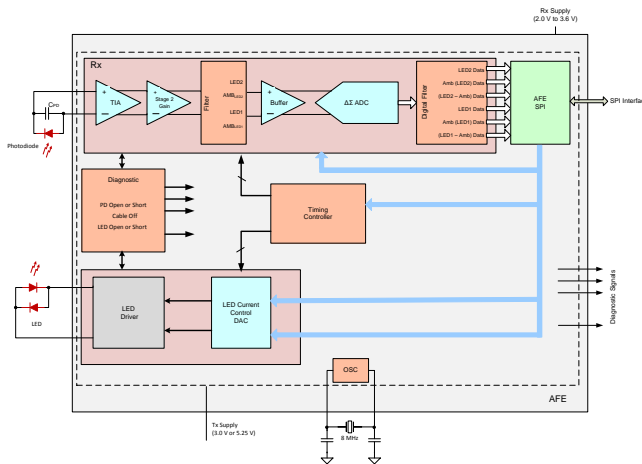 Rx Supply
(2.0 V to 3.6 V)
Rx
CPD
Photodiode
TIA
Stage 2
Gain
Filter
LED2
AMBLED2
LED1
AMBLED1
Buffer
ΔΣ ADC
Digital Filter
LED2 Data
Amb (LED2) Data
(LED2 – Amb) Data
LED1 Data
Amb (LED1) Data
(LED1 – Amb) Data
AFE
SPI
SPI Interface
Diagnostic
PD Open or Short
Cable Off
LED Open or Short
Timing
Controller
LED
LED
Driver
LED Current
Control
DAC
Diagnostic Signals
OSC
AFE
Tx Supply
(3.0 V or 5.25 V)
8 MHz